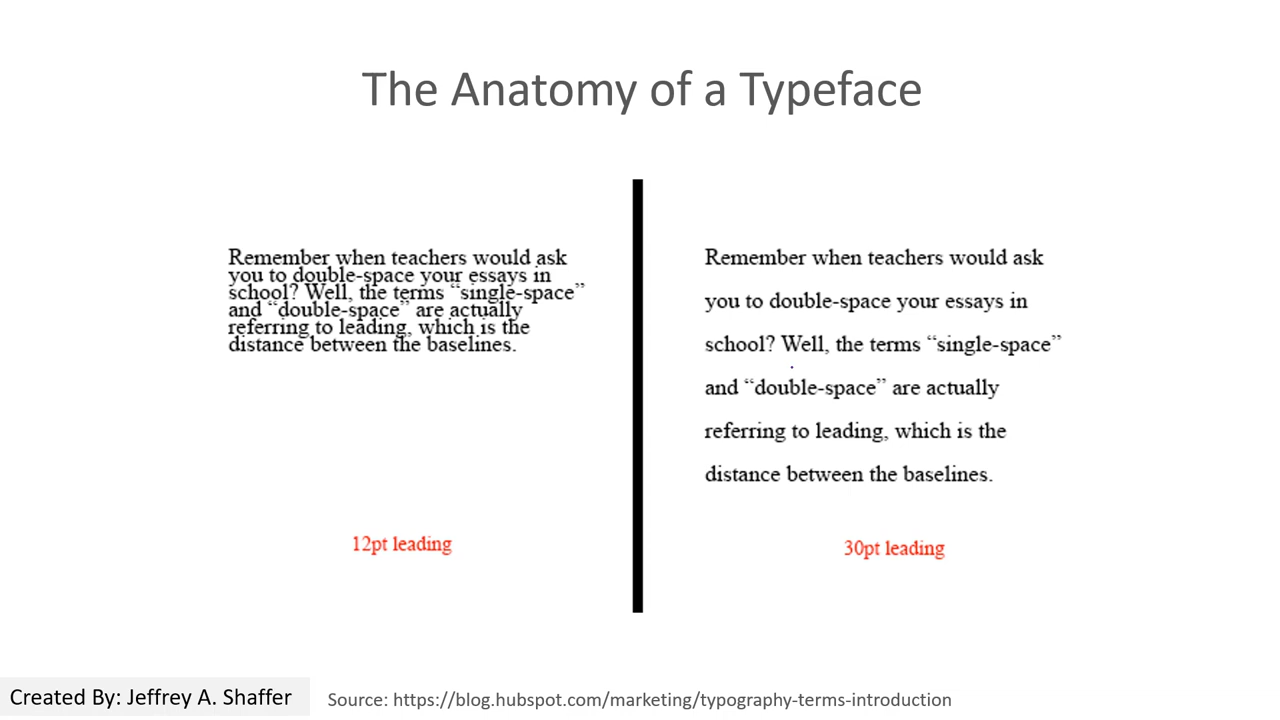 The Anatomy of a Typeface
Remember when teachers would ask
you to double-space your essays in
school? Well, the terms “single-space”
and “double-space” are actually
referring to leading, which is the
distance between the baselines.
12pt leading
Remember when teachers would ask
you to double-space your essays in
school? Well, the terms “single-space”
and “double-space” are actually
referring to leading, which is the
distance between the baselines.
30pt leading
Created By: Jeffrey A. Shaffer
Source: https://blog.hubspot.com/marketing/typography-terms-introduction